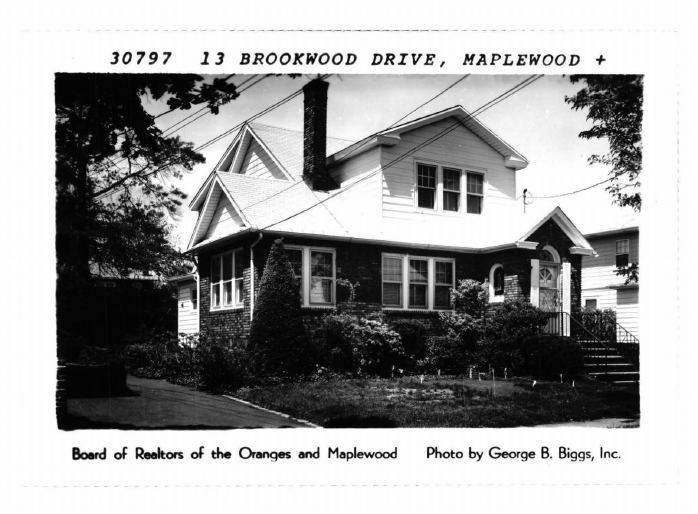 30797 13 BROOKWOOD DRIVE, MAPLEWOOD +
Board of Realtors of the Oranges and Maplewood Photo by George B. Biggs, Inc.